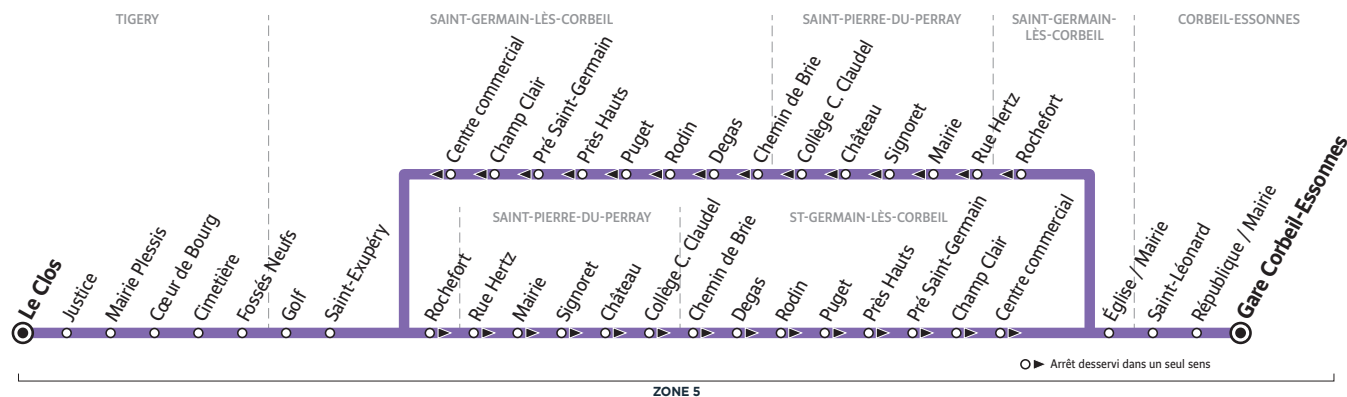 TIGERY
SAINT-GERMAIN-LÈS-CORBEIL
SAINT-PIERRE-DU-PERRAY
SAINT-GERMAIN-
LÈS-CORBEIL
CORBEIL-ESSONNES
Centre commercial
Champ Clair
Pré Saint-Germain
Près Hauts
Puget
Rodin
Degas
Chemin de Brie
Collège C. Claudel
Château
Signoret
Mairie
Rue Hertz
Rochefort
SAINT-PIERRE-DU-PERRAY
ST-GERMAIN-LÈS-CORBEIL
Le Clos
Justice
Mairie Plessis
Cœur de Bourg
Cimetière
Fossés Neufs
Golf
Saint-Exupéry
Rochefort
Rue Hertz
Mairie
Signoret
Château
Collège C. Claudel
Chemin de Brie
Degas
Rodin
Puget
Près Hauts
Pré Saint-Germain
Champ Clair
Centre commercial
Église / Mairie
Saint-Léonard
République / Mairie
Gare Corbeil-Essonnes
Arrêt desservi dans un seul sens
ZONE 5